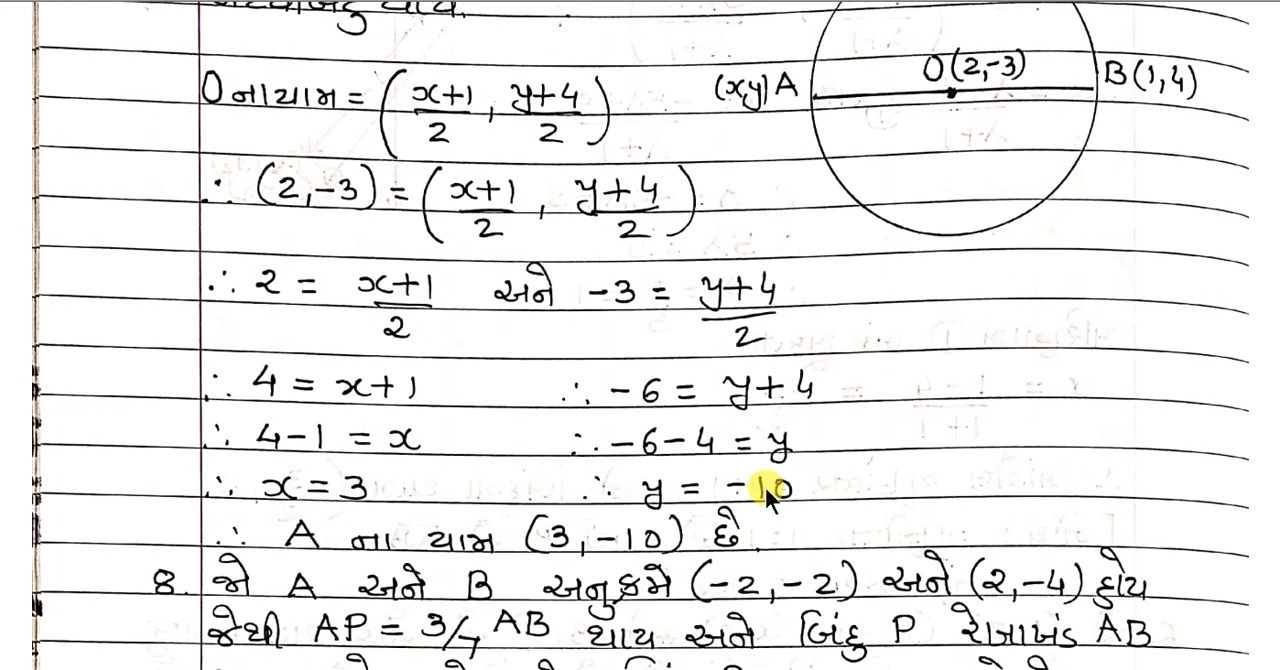 O ના યામ = (x+1/2, y+4/2)
(x,y) A O(2,-3) B(1,4)
∴ (2,-3) = (x+1/2, y+4/2)
∴ 2 = x+1/2 અને -3 = y+4/2
∴ 4 = x+1 ∴ -6 = y+4
∴ 4-1 = x ∴ -6-4 = y
∴ x = 3 ∴ y = -10
∴ A ના યામ (3,-10) છે.
8. જો A અને B અનુક્રમે (-2,-2) અને (2,-4) હોય
જેથી AP = 3/7 AB થાય અને બિંદુ P રેખાખંડ AB